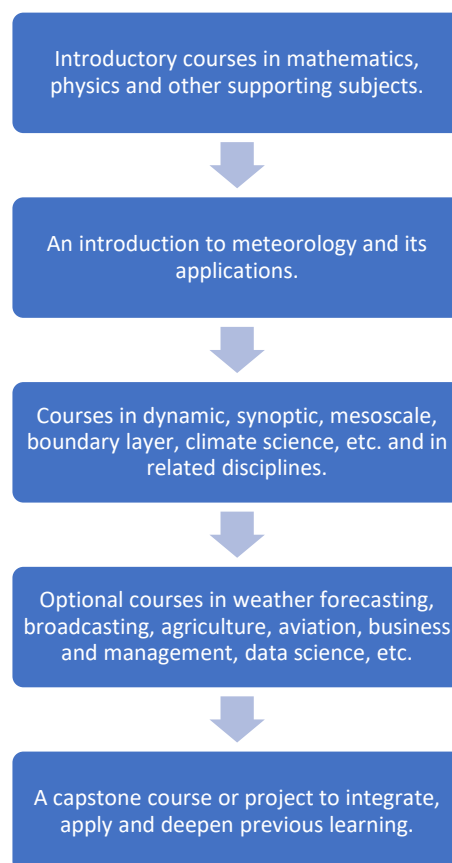 Introductory courses in mathematics,
physics and other supporting subjects.
An introduction to meteorology and its
applications.
Courses in dynamic, synoptic, mesoscale,
boundary layer, climate science, etc. and in
related disciplines.
Optional courses in weather forecasting,
broadcasting, agriculture, aviation, business
and management, data science, etc.
A capstone course or project to integrate,
apply and deepen previous learning.